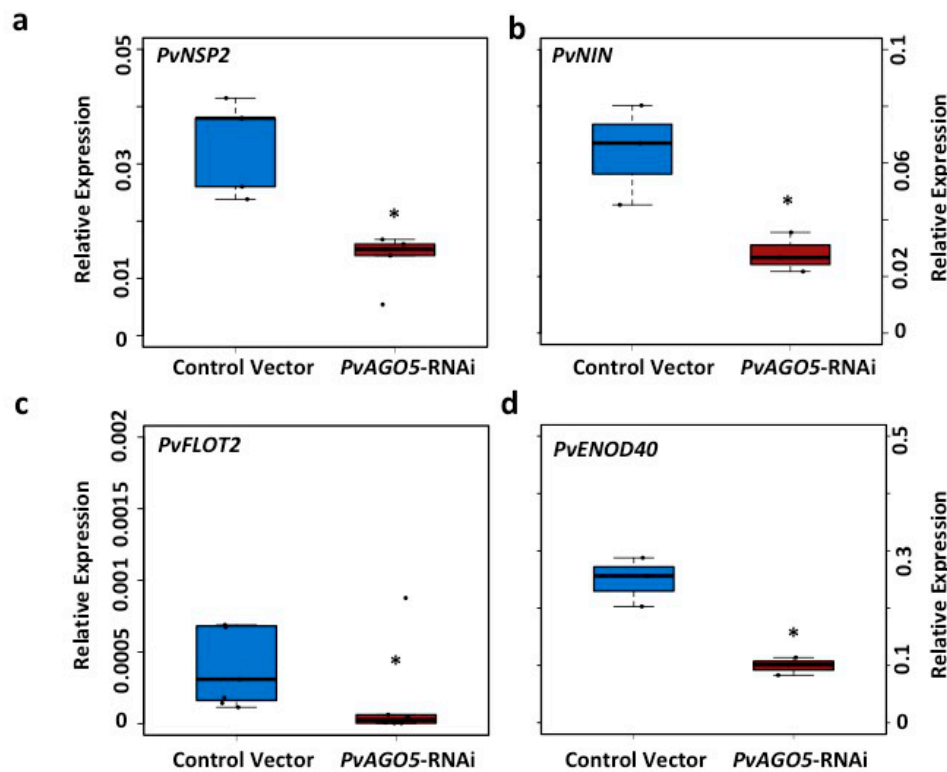 a
PvNSP2
Relative Expression
0.05
0.03
0.01
0
*
Control Vector PvAGO5-RNAi
b
PvNIN
Relative Expression
0.1
0.06
0.02
0
*
Control Vector PvAGO5-RNAi
c
PvFLOT2
Relative Expression
0.002
0.0015
0.001
0.0005
0
*
Control Vector PvAGO5-RNAi
d
PvENOD40
Relative Expression
0.5
0.3
0.1
0
*
Control Vector PvAGO5-RNAi